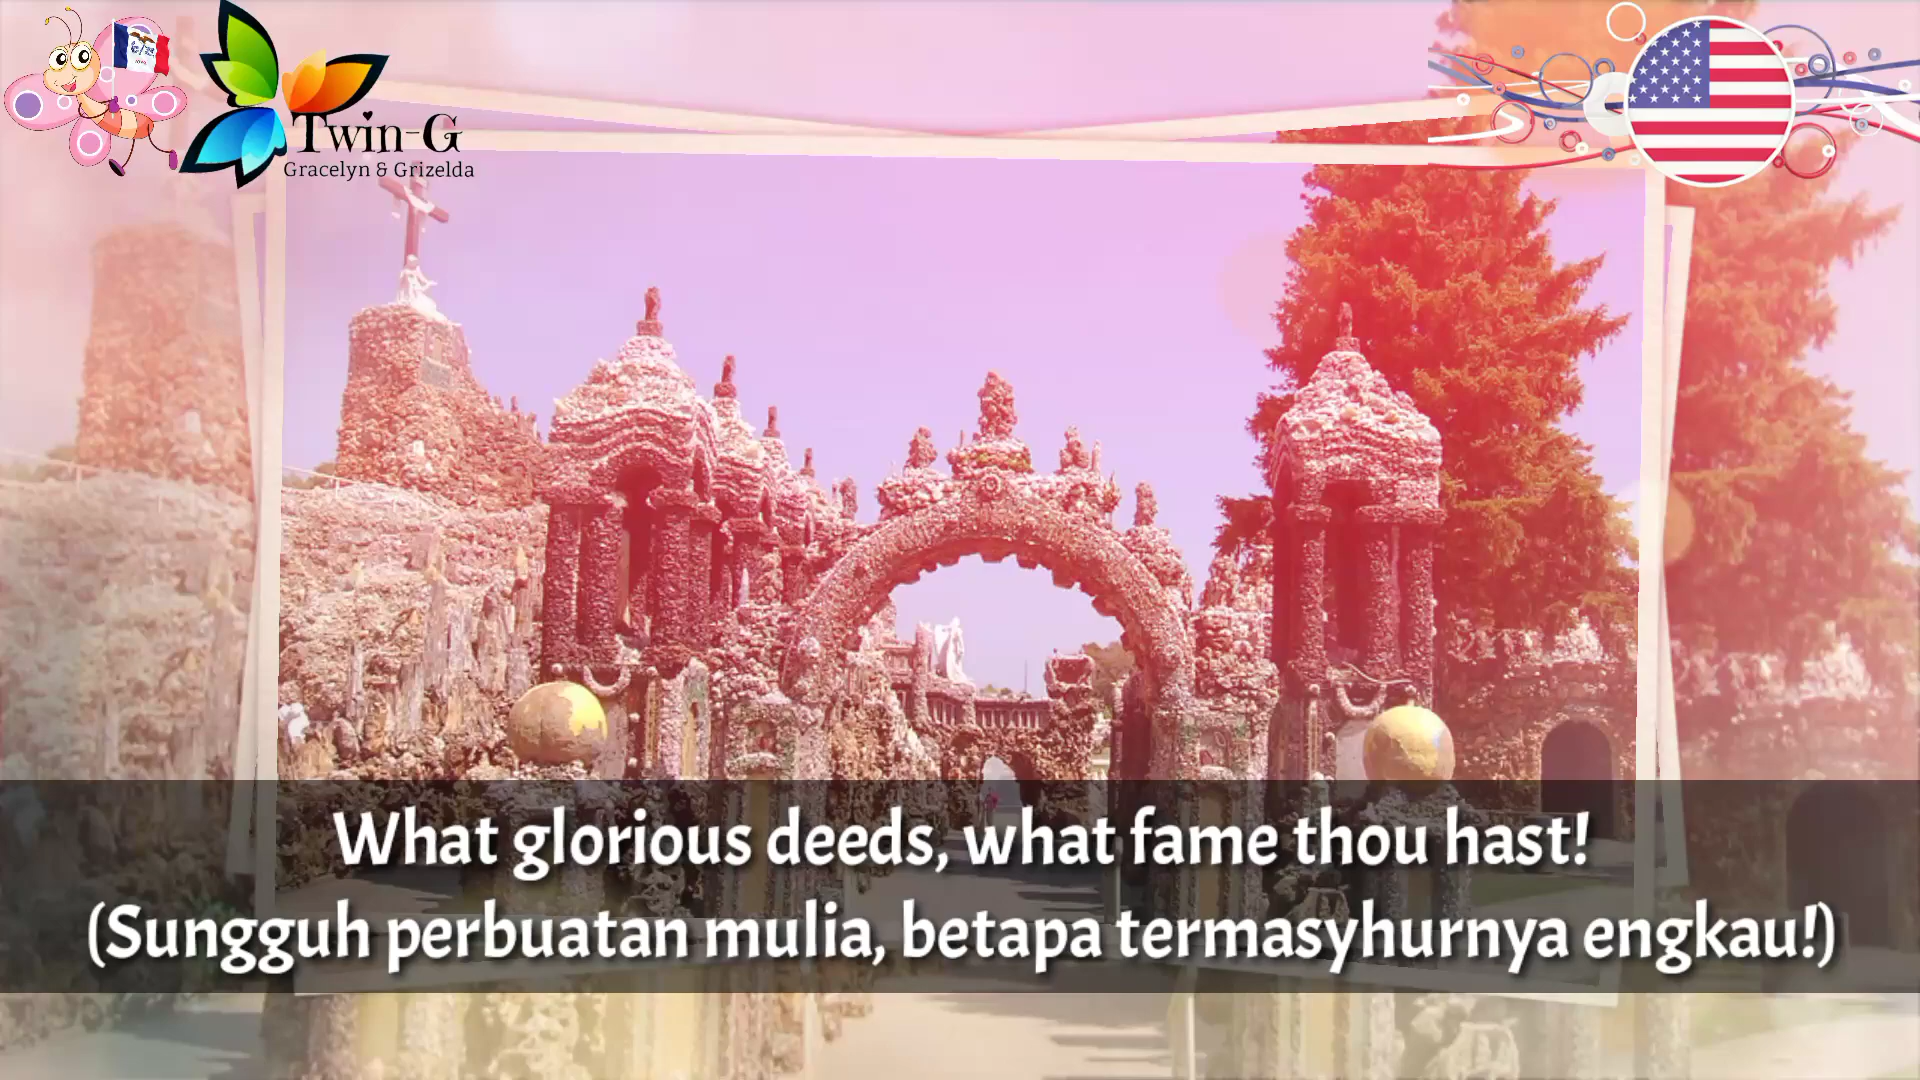 Twin-G
Gracelyn & Grizelda
What glorious deeds, what fame thou hast!
(Sungguh perbuatan mulia, betapa termasyhurnya engkau!)